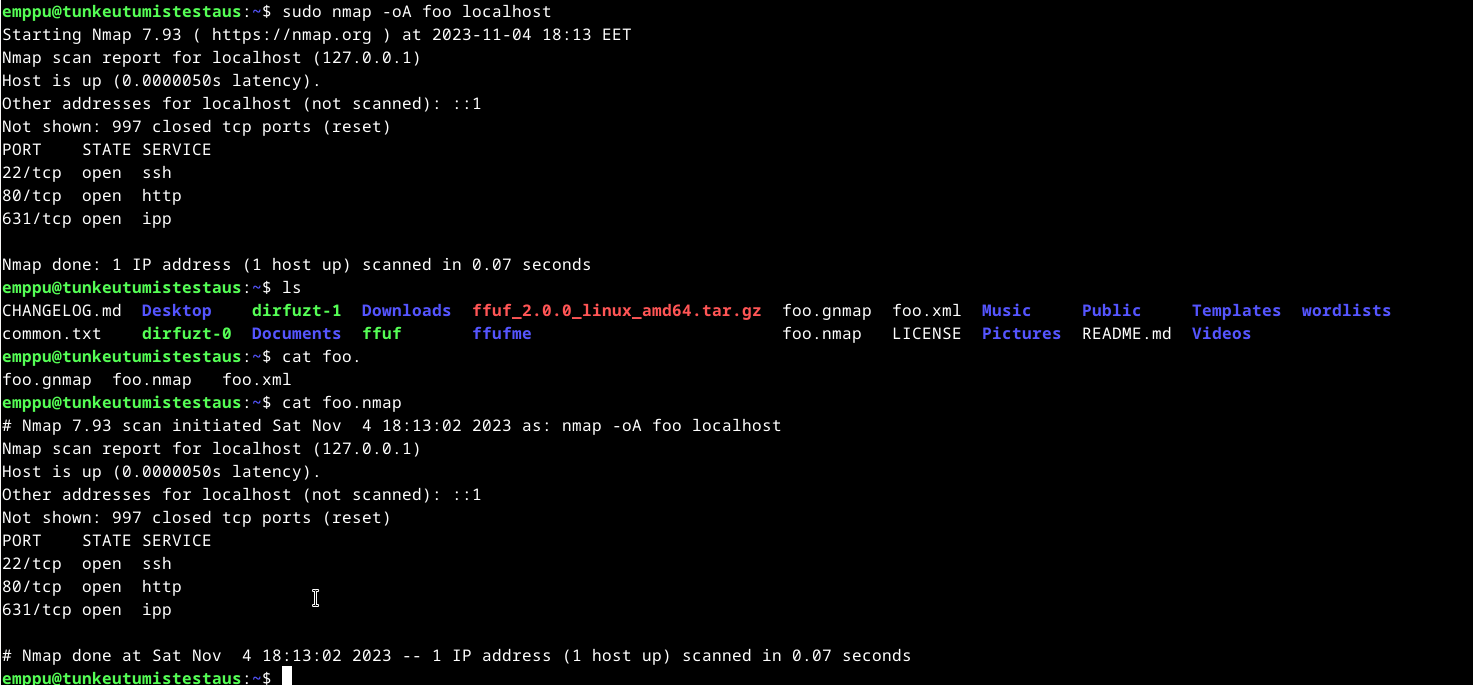 emppu@tunkeutumistestaus:~$ sudo nmap -oA foo localhost
Starting Nmap 7.93 ( https://nmap.org ) at 2023-11-04 18:13 EET
Nmap scan report for localhost (127.0.0.1)
Host is up (0.0000050s latency).
Other addresses for localhost (not scanned): ::1
Not shown: 997 closed tcp ports (reset)
PORT    STATE SERVICE
22/tcp  open  ssh
80/tcp  open  http
631/tcp open  ipp

Nmap done: 1 IP address (1 host up) scanned in 0.07 seconds
emppu@tunkeutumistestaus:~$ ls
CHANGELOG.md  Desktop    dirfuzt-1  Downloads  ffuf_2.0.0_linux_amd64.tar.gz  foo.gnmap  foo.xml  Music     Public     Templates  wordlists
common.txt    dirfuzt-0  Documents  ffuf       ffufme                         foo.nmap   LICENSE  Pictures  README.md  Videos
emppu@tunkeutumistestaus:~$ cat foo.
foo.gnmap  foo.nmap   foo.xml
emppu@tunkeutumistestaus:~$ cat foo.nmap
# Nmap 7.93 scan initiated Sat Nov  4 18:13:02 2023 as: nmap -oA foo localhost
Nmap scan report for localhost (127.0.0.1)
Host is up (0.0000050s latency).
Other addresses for localhost (not scanned): ::1
Not shown: 997 closed tcp ports (reset)
PORT    STATE SERVICE
22/tcp  open  ssh
80/tcp  open  http
631/tcp open  ipp

# Nmap done at Sat Nov  4 18:13:02 2023 -- 1 IP address (1 host up) scanned in 0.07 seconds
emppu@tunkeutumistestaus:~$